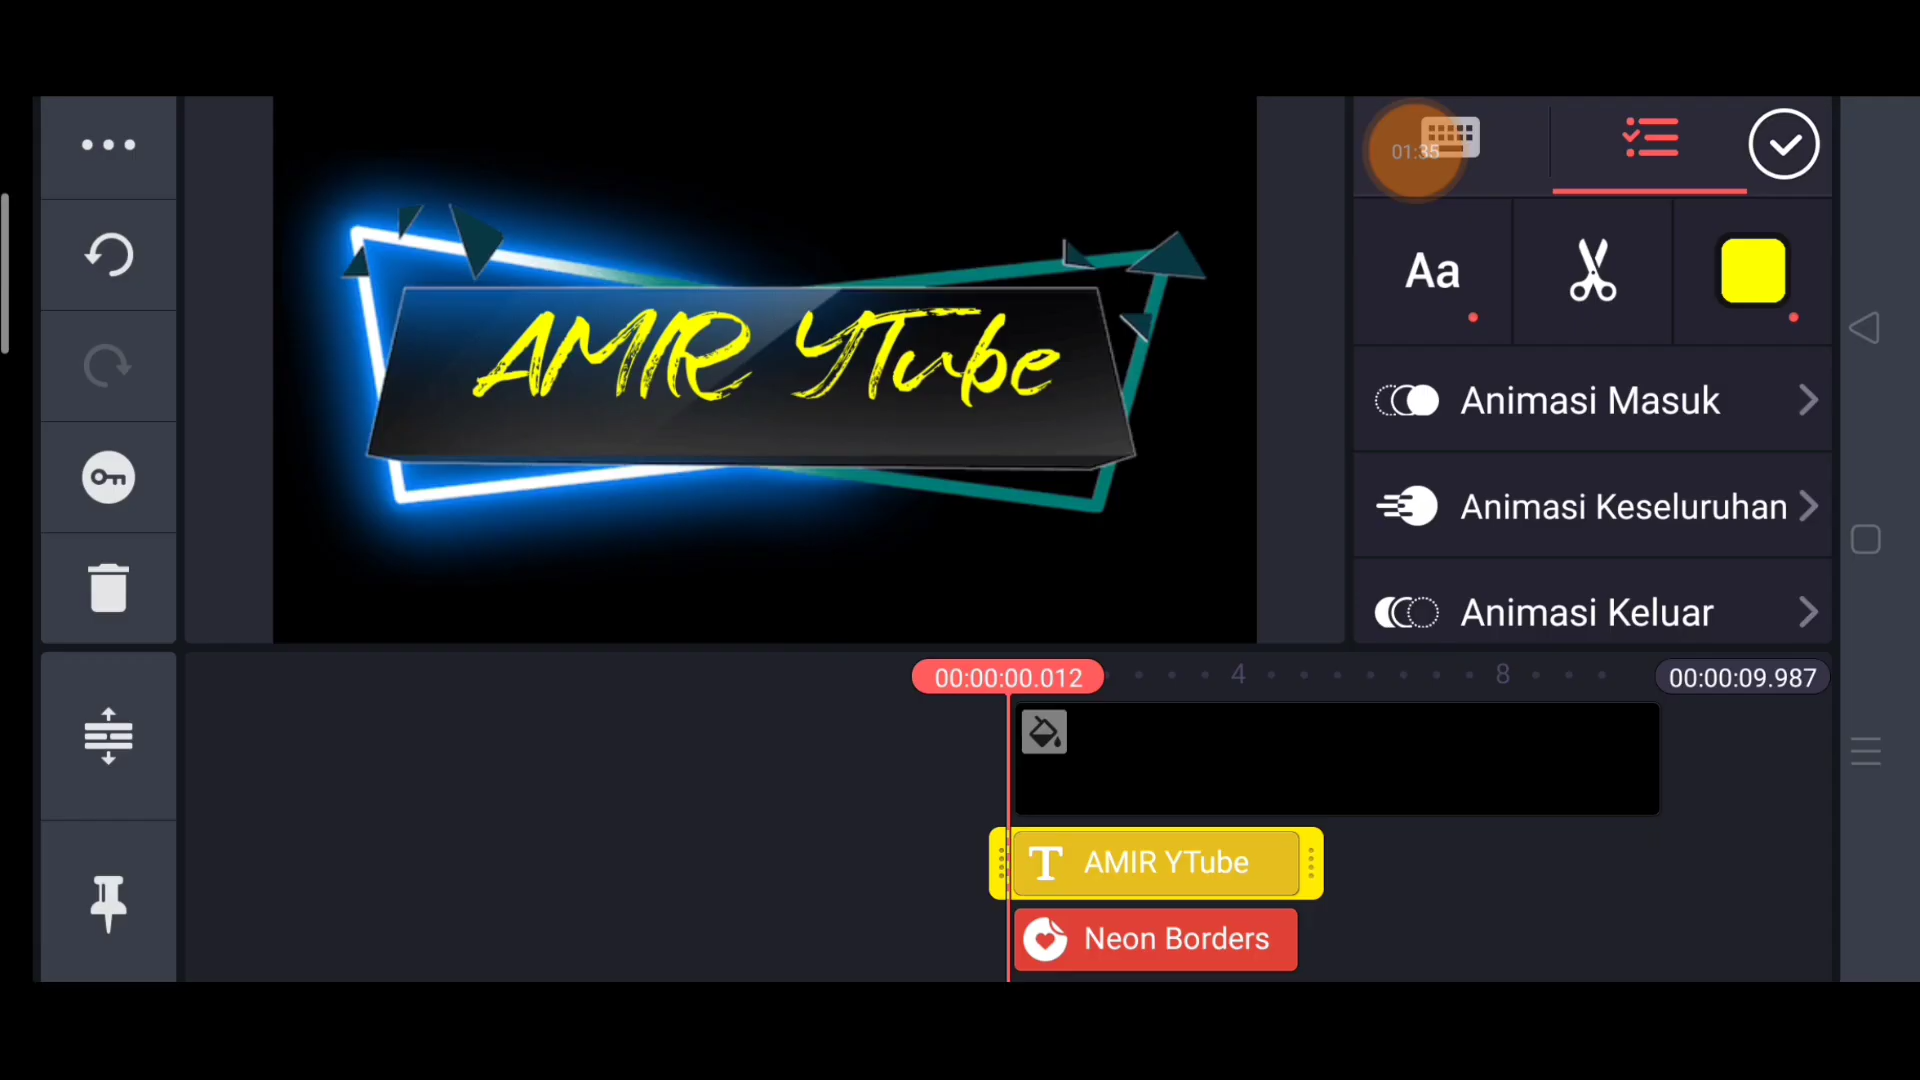 01:35
AMIR YTube
Aa
Animasi Masuk
Animasi Keseluruhan
Animasi Keluar
00:00:00.012
4
8
00:00:09.987
T AMIR YTube
Neon Borders